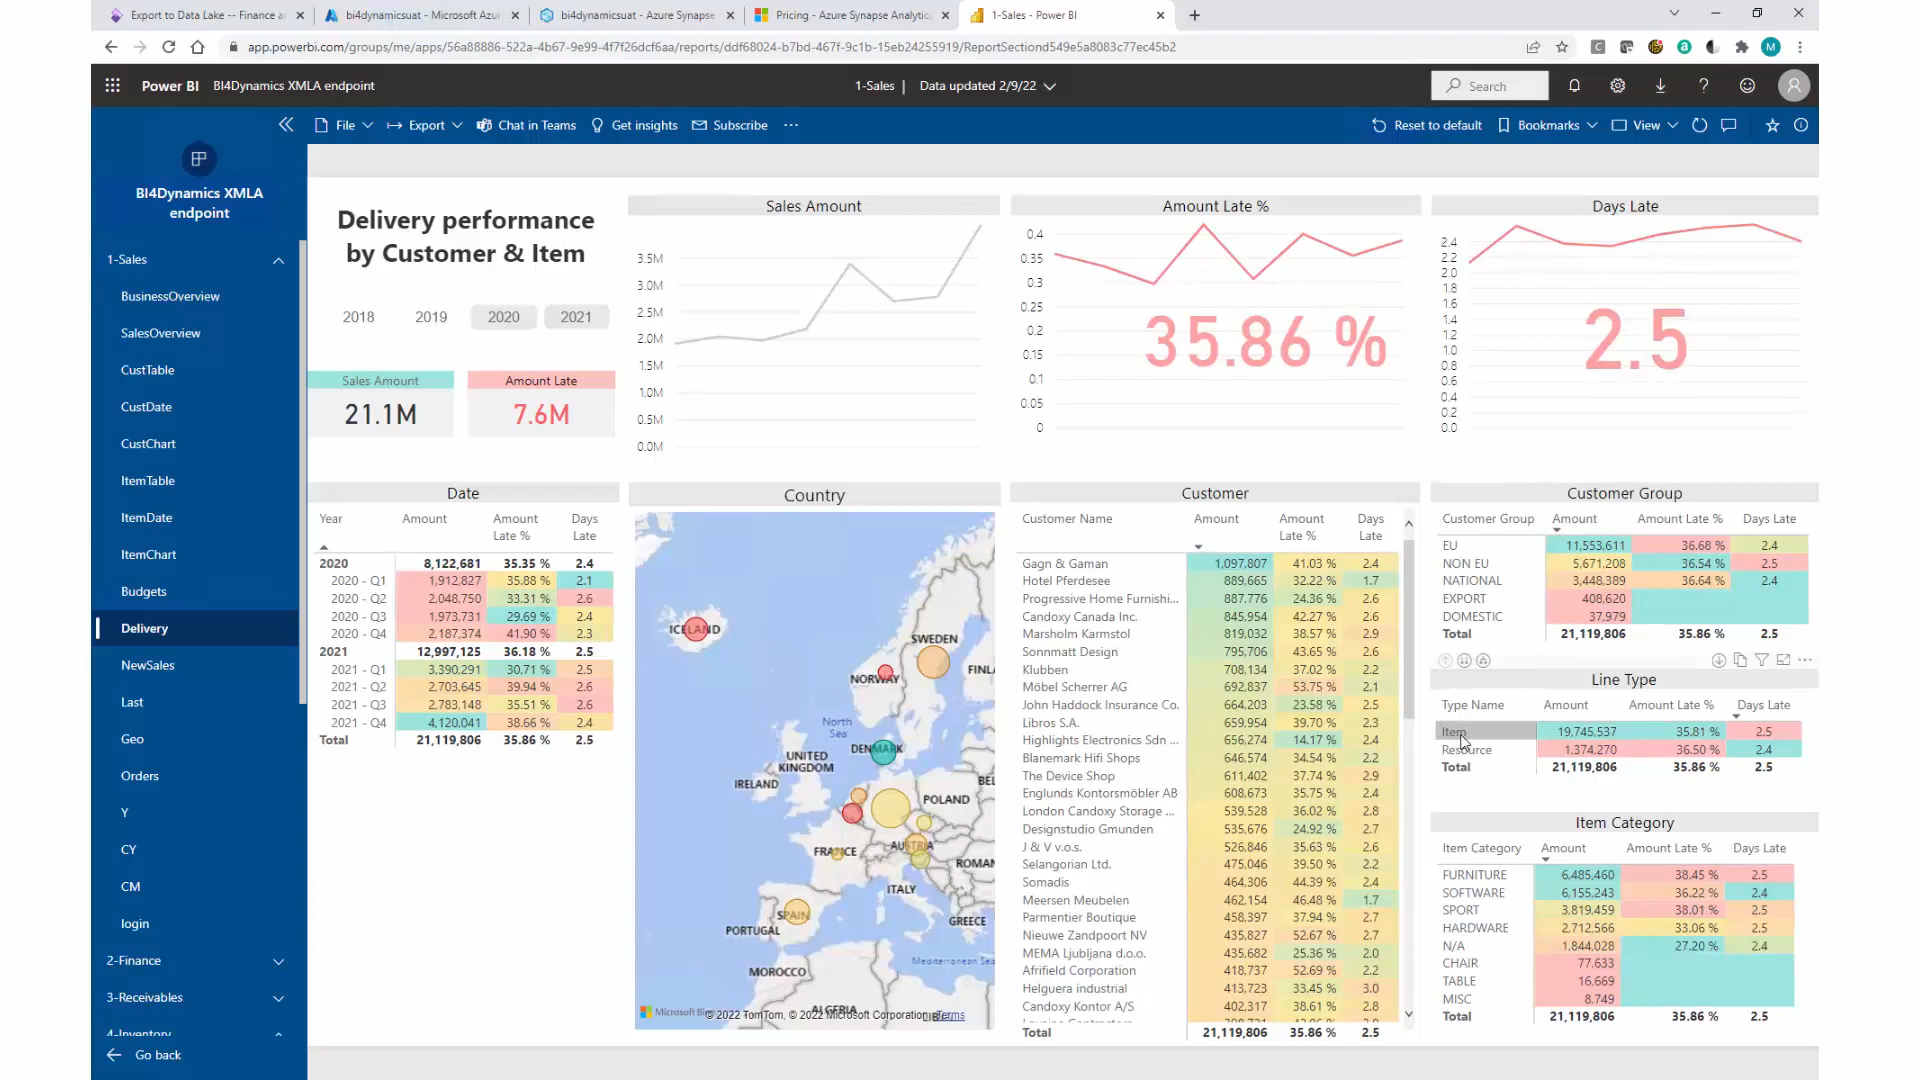 Export to Data Lake -- Finance a
bi4dynamicsuat - Microsoft Azu
bi4dynamicsuat - Azure Synapse
Pricing - Azure Synapse Analytic
1-Sales - Power BI
app.powerbi.com/groups/me/apps/56a88886-522a-4b67-9e99-4f7f26dcf6aa/reports/ddf68024-b7bd-467f-9c1b-15eb24255919/ReportSectiond549e5a8083c77ec45b2
Power BI BI4Dynamics XMLA endpoint
1-Sales | Data updated 2/9/22
Search
File Export Chat in Teams Get insights Subscribe ···
Reset to default Bookmarks View
BI4Dynamics XMLA
endpoint
1-Sales
BusinessOverview
SalesOverview
CustTable
CustDate
CustChart
ItemTable
ItemDate
ItemChart
Budgets
Delivery
NewSales
Last
Geo
Orders
Y
CY
CM
login
2-Finance
3-Receivables
4-Inventory
Go back
Delivery performance
by Customer & Item
2018 2019 2020 2021
Sales Amount
21.1M
Amount Late
7.6M
Sales Amount
3.5M
3.0M
2.5M
2.0M
1.5M
1.0M
0.5M
0.0M
Amount Late %
0.4
0.35
0.3
0.25
0.2
0.15
0.1
0.05
0
35.86 %
Days Late
2.4
2.2
2.0
1.8
1.6
1.4
1.2
1.0
0.8
0.6
0.4
0.2
0.0
2.5
Date
Year Amount Amount Late % Days Late
2020 8,122,681 35.35 % 2.4
2020 - Q1 1,912,827 35.88 % 2.1
2020 - Q2 2,048,750 33.31 % 2.6
2020 - Q3 1,973,731 29.69 % 2.4
2020 - Q4 2,187,374 41.90 % 2.3
2021 12,997,125 36.18 % 2.5
2021 - Q1 3,390,291 30.71 % 2.5
2021 - Q2 2,703,645 39.94 % 2.6
2021 - Q3 2,783,148 35.51 % 2.6
2021 - Q4 4,120,041 38.66 % 2.4
Total 21,119,806 35.86 % 2.5
Country
ICELAND
SWEDEN
FINL
NORWAY
North
Sea
DENMARK
UNITED
KINGDOM
IRELAND
BEL
POLAND
FRANCE
AUSTRIA
ROMAN
ITALY
SPAIN
PORTUGAL
GREECE
Mediterranean Sea
MOROCCO
ALGERIA
Microsoft Bing
© 2022 TomTom, © 2022 Microsoft Corporation Terms
Customer
Customer Name Amount Amount Late % Days Late
Gagn & Gaman 1,097,807 41.03 % 2.4
Hotel Pferdesee 889,665 32.22 % 1.7
Progressive Home Furnishi... 887,776 24.36 % 2.6
Candoxy Canada Inc. 845,954 42.27 % 2.6
Marsholm Karmstol 819,032 38.57 % 2.9
Sonnmatt Design 795,706 43.65 % 2.6
Klubben 708,134 37.02 % 2.2
Möbel Scherrer AG 692,837 53.75 % 2.1
John Haddock Insurance Co. 664,203 23.58 % 2.5
Libros S.A. 659,954 39.70 % 2.3
Highlights Electronics Sdn ... 656,274 14.17 % 2.4
Blanemark Hifi Shops 646,574 34.54 % 2.2
The Device Shop 611,402 37.74 % 2.9
Englunds Kontorsmöbler AB 608,673 35.75 % 2.4
London Candoxy Storage ... 539,528 36.02 % 2.8
Designstudio Gmunden 535,676 24.92 % 2.7
J & V v.o.s. 526,846 35.63 % 2.6
Selangorian Ltd. 475,046 39.50 % 2.2
Somadis 464,306 44.39 % 2.4
Meersen Meubelen 462,154 46.48 % 1.7
Parmentier Boutique 458,397 37.94 % 2.7
Nieuwe Zandpoort NV 435,827 52.67 % 2.7
MEMA Ljubljana d.o.o. 435,682 25.36 % 2.0
Afrifield Corporation 418,737 52.69 % 2.2
Helguera industrial 413,723 33.45 % 3.0
Candoxy Kontor A/S 402,317 38.61 % 2.8
Total 21,119,806 35.86 % 2.5
Customer Group
Customer Group Amount Amount Late % Days Late
EU 11,553,611 36.68 % 2.4
NON EU 5,671,208 36.54 % 2.5
NATIONAL 3,448,389 36.64 % 2.4
EXPORT 408,620
DOMESTIC 37,979
Total 21,119,806 35.86 % 2.5
Line Type
Type Name Amount Amount Late % Days Late
Item 19,745,537 35.81 % 2.5
Resource 1,374,270 36.50 % 2.4
Total 21,119,806 35.86 % 2.5
Item Category
Item Category Amount Amount Late % Days Late
FURNITURE 6,485,460 38.45 % 2.5
SOFTWARE 6,155,243 36.22 % 2.4
SPORT 3,819,459 38.01 % 2.5
HARDWARE 2,712,566 33.06 % 2.5
N/A 1,844,028 27.20 % 2.4
CHAIR 77,633
TABLE 16,669
MISC 8,749
Total 21,119,806 35.86 % 2.5